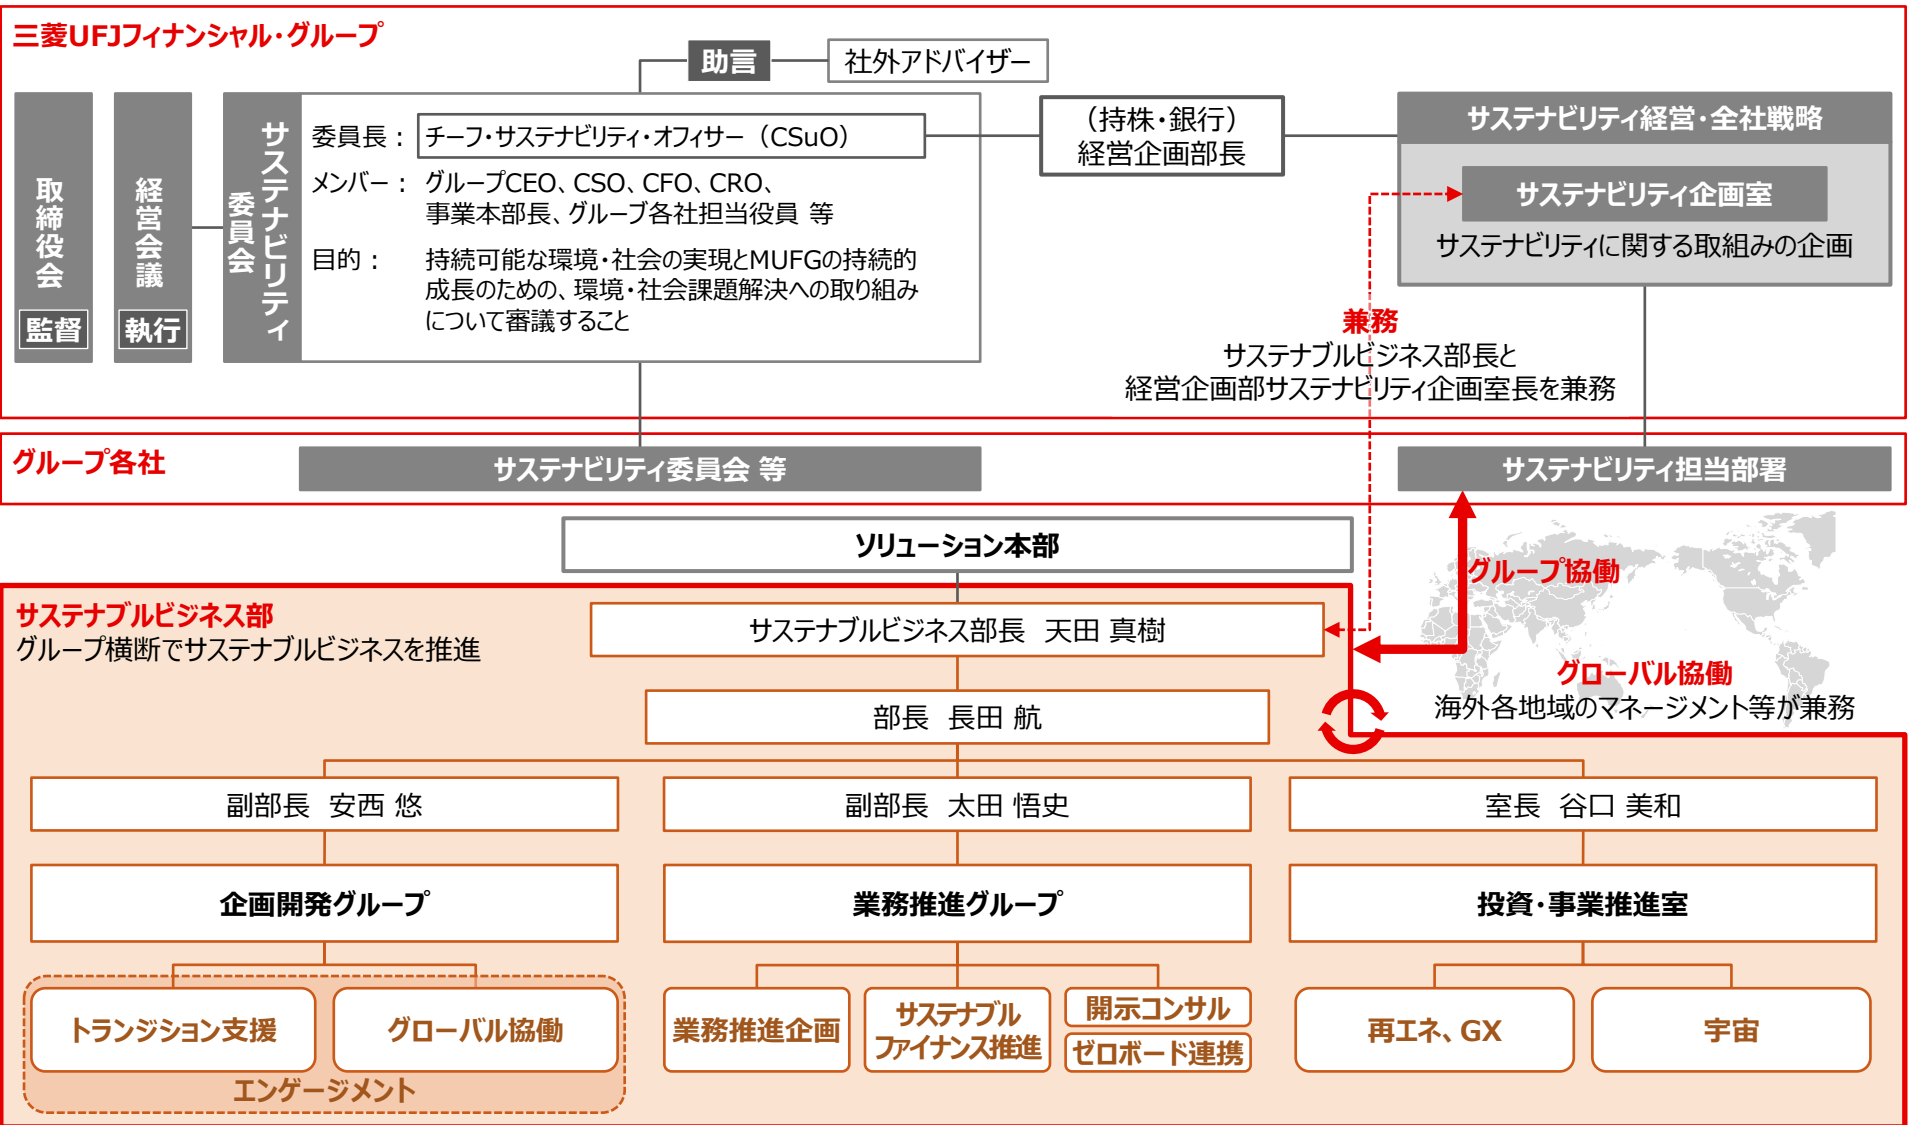 三菱UFJフィナンシャル・グループ
助言
社外アドバイザー
取締役会
監督
経営会議
執行
サステナビリティ
委員会
委員長： チーフ・サステナビリティ・オフィサー（CSuO）
メンバー： グループCEO、CSO、CFO、CRO、
事業本部長、グループ各社担当役員 等
目的： 持続可能な環境・社会の実現とMUFGの持続的
成長のための、環境・社会課題解決への取り組み
について審議すること
（持株・銀行）
経営企画部長
サステナビリティ経営・全社戦略
サステナビリティ企画室
サステナビリティに関する取組みの企画
兼務
サステナブルビジネス部長と
経営企画部サステナビリティ企画室長を兼務
グループ各社
サステナビリティ委員会 等
サステナビリティ担当部署
ソリューション本部
グループ協働
サステナブルビジネス部
グループ横断でサステナブルビジネスを推進
サステナブルビジネス部長 天田 真樹
グローバル協働
海外各地域のマネージメント等が兼務
部長 長田 航
副部長 安西 悠
副部長 太田 悟史
室長 谷口 美和
企画開発グループ
業務推進グループ
投資・事業推進室
トランジション支援
グローバル協働
エンゲージメント
業務推進企画
サステナブル
ファイナンス推進
開示コンサル
ゼロボード連携
再エネ、GX
宇宙